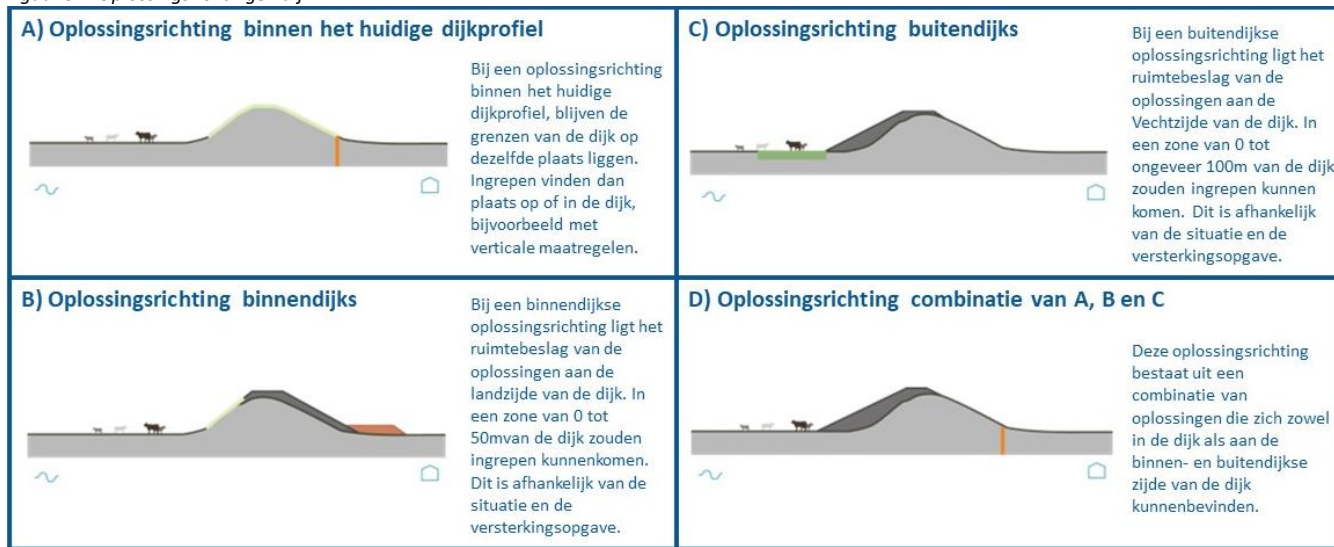 A) Oplossingsrichting binnen het huidige dijkprofiel
Bij een oplossingsrichting
binnen het huidige
dijkprofiel, blijven de
grenzen van de dijk op
dezelfde plaats liggen.
Ingrepen vinden dan
plaats op of in de dijk,
bijvoorbeeld met
verticale maatregelen.
C) Oplossingsrichting buitendijks
Bij een buitendijkse
oplossingsrichting ligt het
ruimtebeslag van de
oplossingen aan de
Vechtzijde van de dijk. In
een zone van 0 tot
ongeveer 100m van de dijk
zouden ingrepen kunnen
komen. Dit is afhankelijk
van de situatie en de
versterkingsopgave.
B) Oplossingsrichting binnendijks
Bij een binnendijkse
oplossingsrichting ligt het
ruimtebeslag van de
oplossingen aan de
landzijde van de dijk. In
een zone van 0 tot
50mvan de dijk zouden
ingrepen kunnenkomen.
Dit is afhankelijk van de
situatie en de
versterkingsopgave.
D) Oplossingsrichting combinatie van A, B en C
Deze oplossingsrichting
bestaat uit een
combinatie van
oplossingen die zich zowel
in de dijk als aan de
binnen- en buitendijkse
zijde van de dijk
kunnenbevinden.